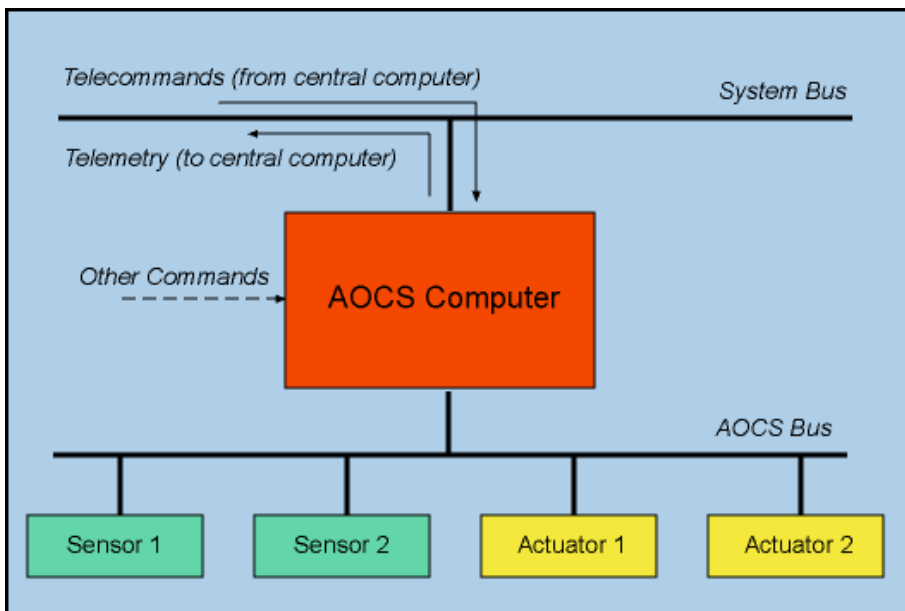 Telecommands (from central computer)
System Bus
Telemetry (to central computer)
Other Commands
AOCS Computer
AOCS Bus
Sensor 1
Sensor 2
Actuator 1
Actuator 2